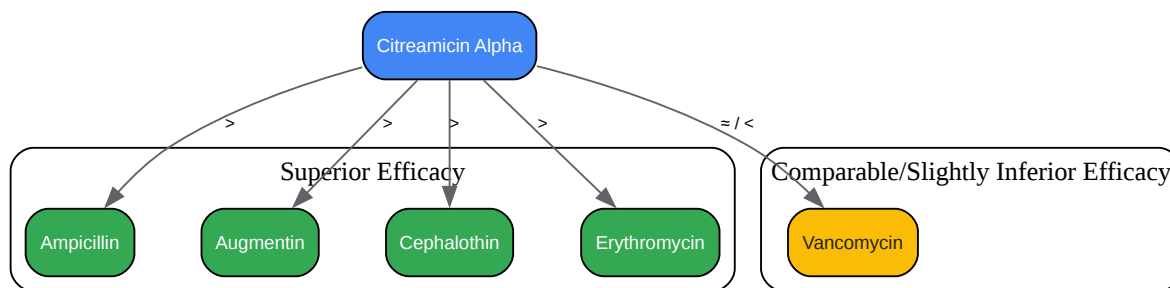 Citreamicin Alpha
>
>
>
>
≈ / <
Superior Efficacy
Comparable/Slightly Inferior Efficacy
Ampicillin
Augmentin
Cephalothin
Erythromycin
Vancomycin